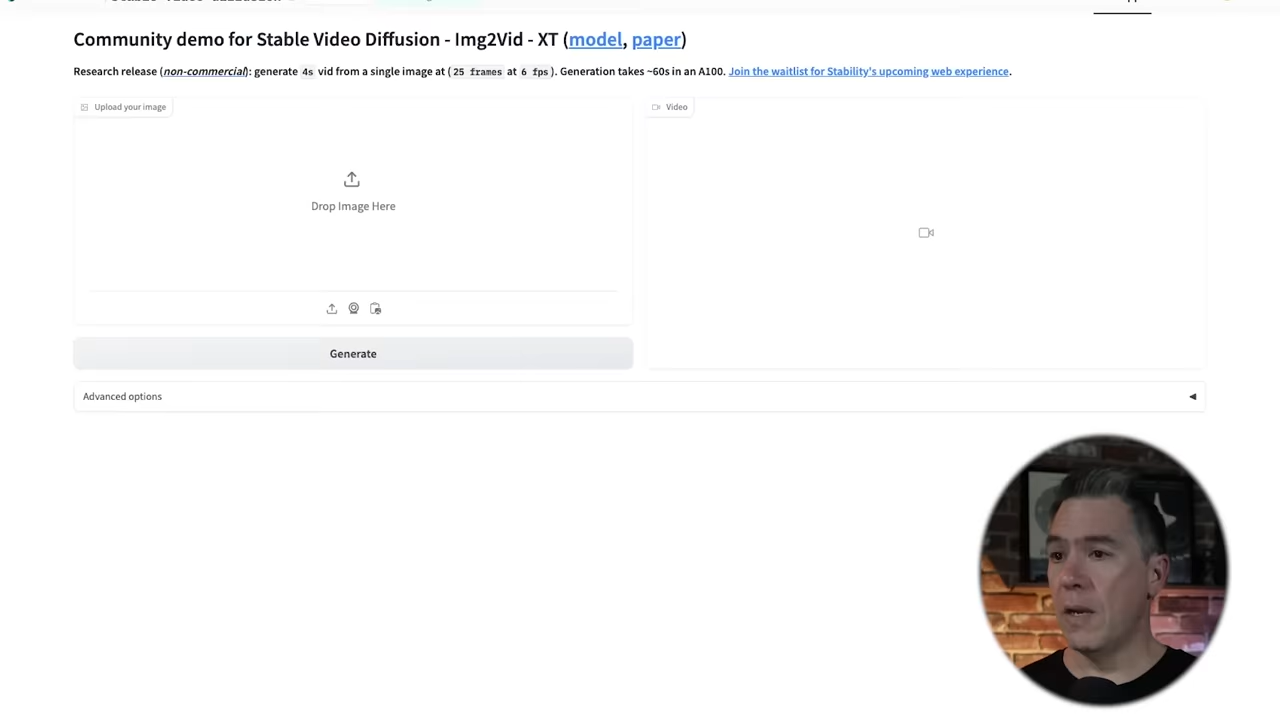 Community demo for Stable Video Diffusion - Img2Vid - XT (model, paper)
Research release (non-commercial): generate 4s vid from a single image at (25 frames at 6 fps). Generation takes ~60s in an A100. Join the waitlist for Stability's upcoming web experience.
Upload your image
Video
Drop Image Here
Generate
Advanced options